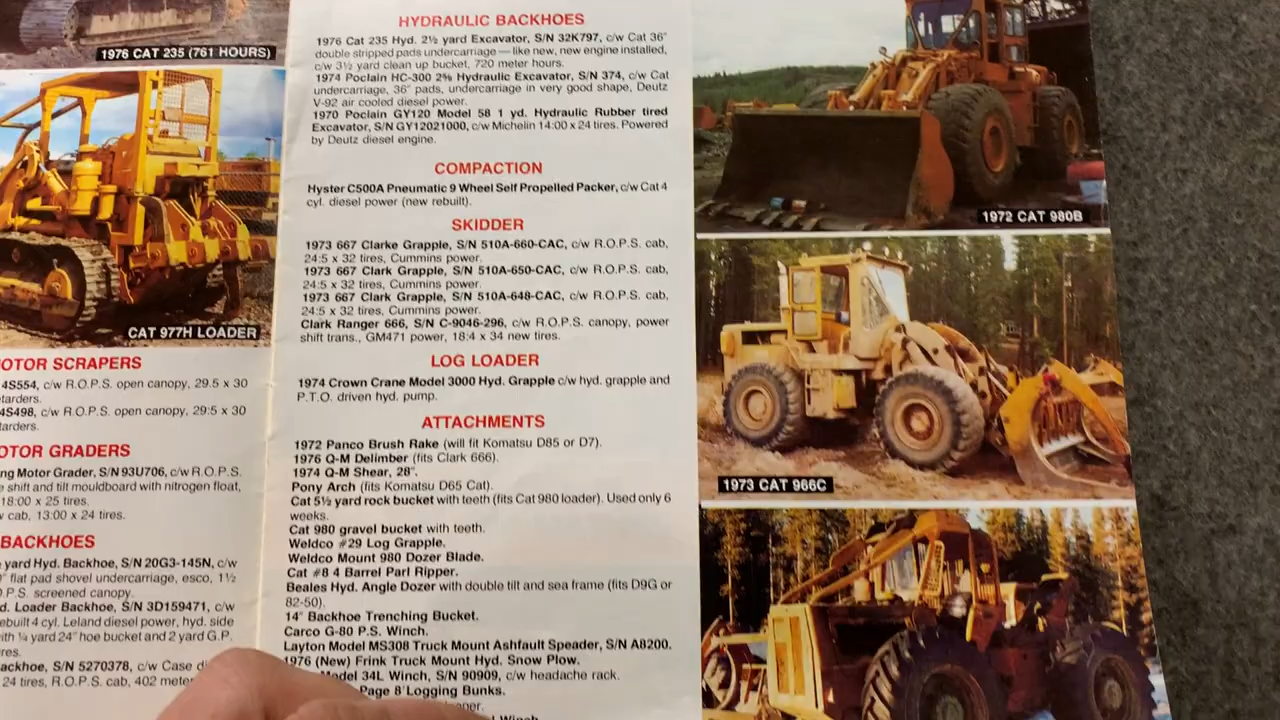 1976 CAT 235 (761 HOURS)
CAT 977H LOADER
OTOR SCRAPERS
4S554, c/w R.O.P.S. open canopy, 29.5 x 30
etarders.
4S498, c/w R.O.P.S. open canopy, 29:5 x 30
tarders.
OTOR GRADERS
ng Motor Grader, S/N 93U706, c/w R.O.P.S.
e shift and tilt mouldboard with nitrogen float,
18:00 x 25 tires.
v cab, 13:00 x 24 tires.
BACKHOES
yard Hyd. Backhoe, S/N 20G3-145N, c/w
" flat pad shovel undercarriage, esco, 1½
O.P.S. screened canopy.
d. Loader Backhoe, S/N 3D159471, c/w
ebuilt 4 cyl. Leland diesel power, hyd. side
ith ¼ yard 24" hoe bucket and 2 yard G.P.
res.
ackhoe, S/N 5270378, c/w Case
24 tires, R.O.P.S. cab, 402
HYDRAULIC BACKHOES
1976 Cat 235 Hyd. 2½ yard Excavator, S/N 32K797, c/w Cat 36"
double stripped pads undercarriage — like new, new engine installed,
c/w 3½ yard clean up bucket, 720 meter hours.
1974 Poclain HC-300 2⅝ Hydraulic Excavator, S/N 374, c/w Cat
undercarriage, 36" pads, undercarriage in very good shape, Deutz
V-92 air cooled diesel power.
1970 Poclain GY120 Model 58 1 yd. Hydraulic Rubber tired
Excavator, S/N GY12021000, c/w Michelin 14:00 x 24 tires. Powered
by Deutz diesel engine.
COMPACTION
Hyster C500A Pneumatic 9 Wheel Self Propelled Packer, c/w Cat 4
cyl. diesel power (new rebuilt).
SKIDDER
1973 667 Clarke Grapple, S/N 510A-660-CAC, c/w R.O.P.S. cab,
24:5 x 32 tires, Cummins power.
1973 667 Clark Grapple, S/N 510A-650-CAC, c/w R.O.P.S. cab,
24:5 x 32 tires, Cummins power.
1973 667 Clark Grapple, S/N 510A-648-CAC, c/w R.O.P.S. cab,
24:5 x 32 tires, Cummins power.
Clark Ranger 666, S/N C-9046-296, c/w R.O.P.S. canopy, power
shift trans., GM471 power, 18:4 x 34 new tires.
LOG LOADER
1974 Crown Crane Model 3000 Hyd. Grapple c/w hyd. grapple and
P.T.O. driven hyd. pump.
ATTACHMENTS
1972 Panco Brush Rake (will fit Komatsu D85 or D7).
1976 Q-M Delimber (fits Clark 666).
1974 Q-M Shear, 28".
Pony Arch (fits Komatsu D65 Cat).
Cat 5½ yard rock bucket with teeth (fits Cat 980 loader). Used only 6
weeks.
Cat 980 gravel bucket with teeth.
Weldco #29 Log Grapple.
Weldco Mount 980 Dozer Blade.
Cat #8 4 Barrel Parl Ripper.
Beales Hyd. Angle Dozer with double tilt and sea frame (fits D9G or
82-50).
14" Backhoe Trenching Bucket.
Carco G-80 P.S. Winch.
Layton Model MS308 Truck Mount Ashfault Speader, S/N A8200.
1976 (New) Frink Truck Mount Hyd. Snow Plow.
Model 34L Winch, S/N 90909, c/w headache rack.
Page 8' Logging Bunks.
Winch.
1972 CAT 980B
1973 CAT 966C